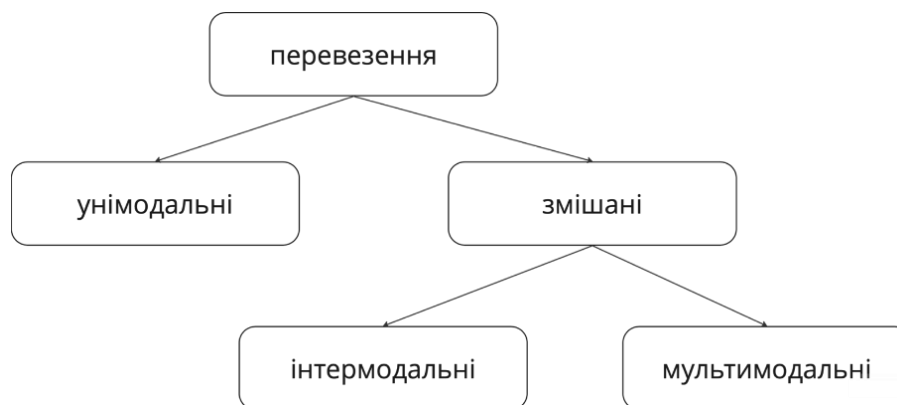 перевезення
унімодальні
змішані
інтермодальні
мультимодальні